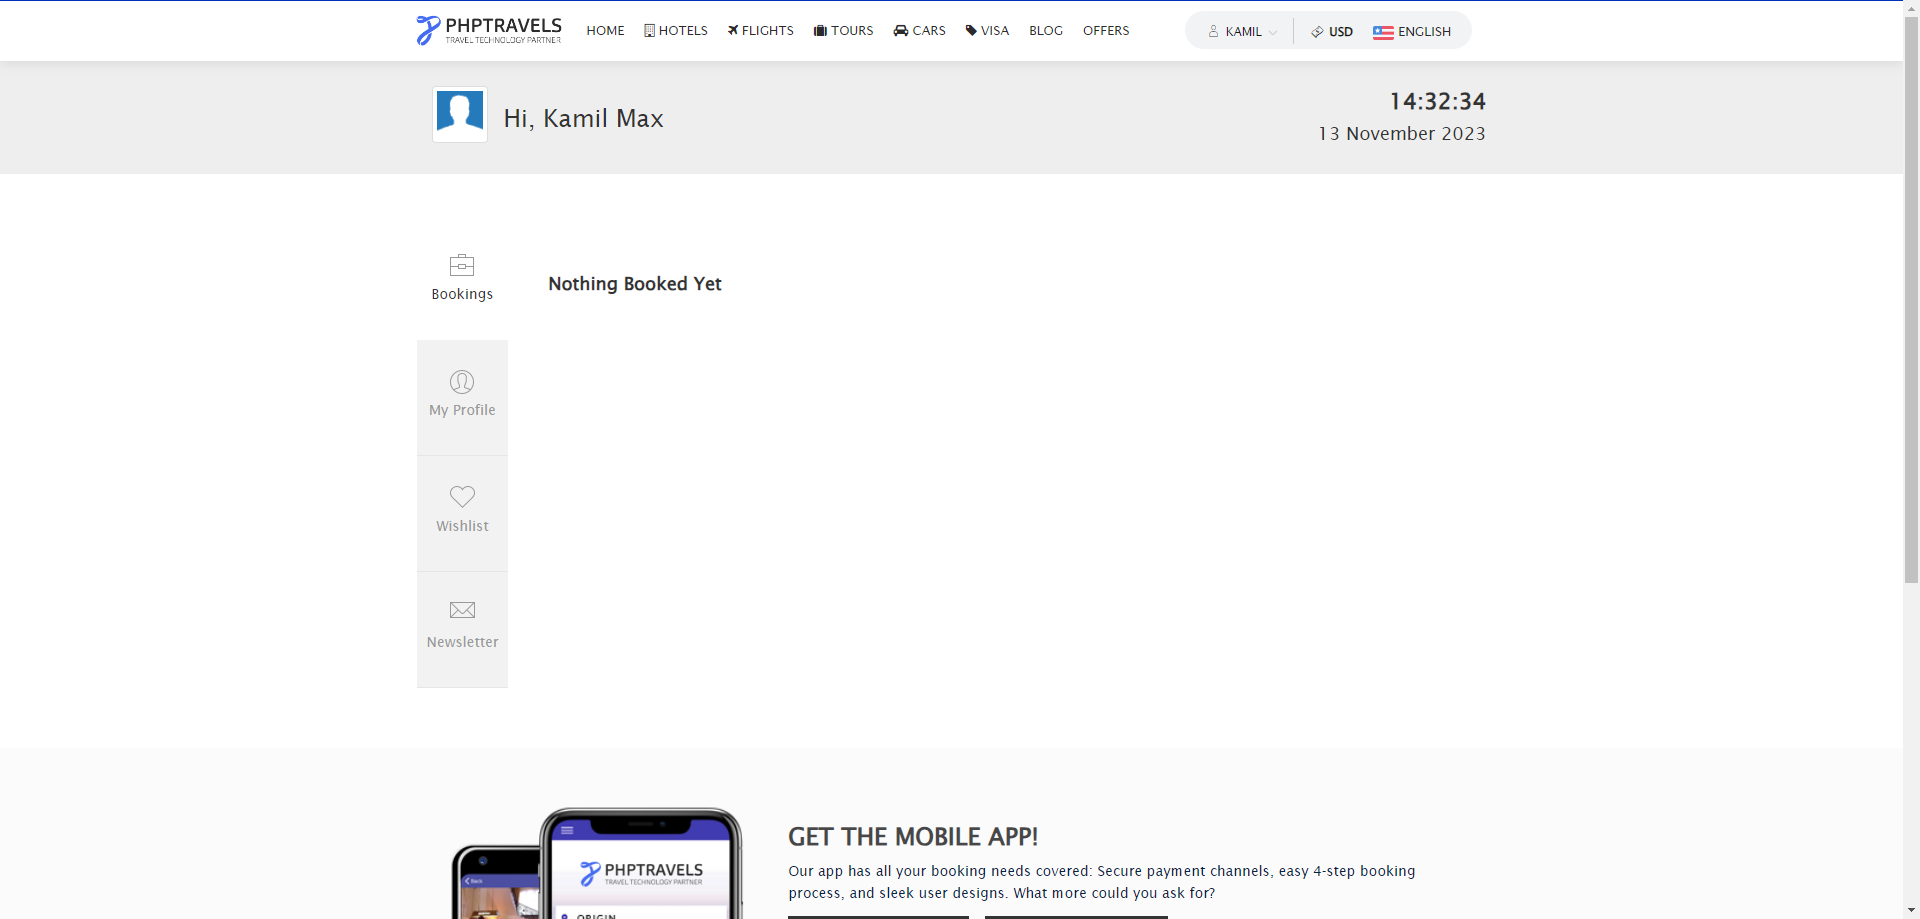 PHPTRAVELS
TRAVEL TECHNOLOGY PARTNER
HOME HOTELS FLIGHTS TOURS CARS VISA BLOG OFFERS
KAMIL USD ENGLISH
Hi, Kamil Max
14:32:34
13 November 2023
Bookings
Nothing Booked Yet
My Profile
Wishlist
Newsletter
GET THE MOBILE APP!
Our app has all your booking needs covered: Secure payment channels, easy 4-step booking
process, and sleek user designs. What more could you ask for?
Back
PHPTRAVELS
TRAVEL TECHNOLOGY PARTNER
ORIGIN